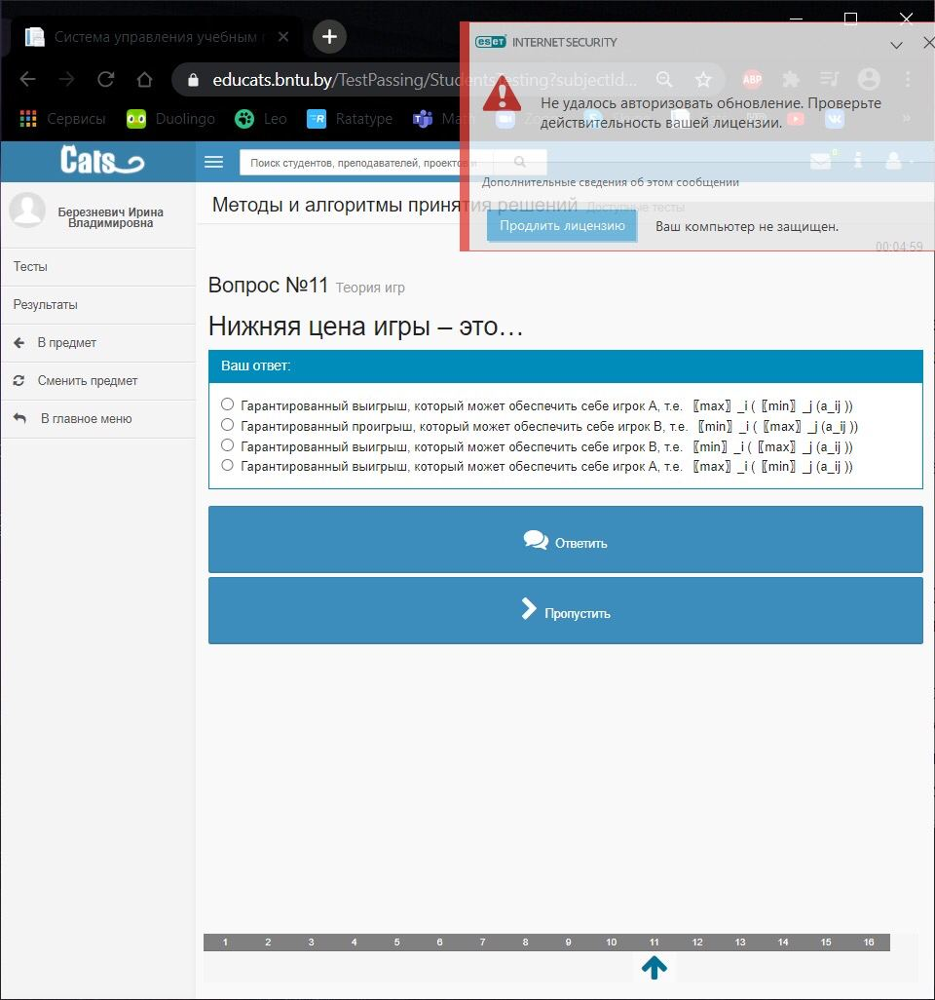 Система управления учебным
ESET INTERNET SECURITY
educats.bntu.by/TestPassing/StudentsTesting?subjectId...
ABP
Не удалось авторизовать обновление. Проверьте
действительность вашей лицензии.
Сервисы Duolingo Leo Ratatype
Cats
Поиск студентов, преподавателей, проектов и
Дополнительные сведения об этом сообщении
Березневич Ирина
Владимировна
Методы и алгоритмы принятия решений Доступные тесты
Продлить лицензию Ваш компьютер не защищен.
00:04:59
Тесты
Результаты
В предмет
Сменить предмет
В главное меню
Вопрос №11 Теория игр
Нижняя цена игры – это…
Ваш ответ:
Гарантированный выигрыш, который может обеспечить себе игрок А, т.е. 〖max〗_i (〖min〗_j (a_ij ))
Гарантированный проигрыш, который может обеспечить себе игрок В, т.е. 〖min〗_i (〖max〗_j (a_ij ))
Гарантированный выигрыш, который может обеспечить себе игрок В, т.е. 〖min〗_i (〖max〗_j (a_ij ))
Гарантированный выигрыш, который может обеспечить себе игрок А, т.е. 〖max〗_i (〖min〗_j (a_ij ))
Ответить
Пропустить
1 2 3 4 5 6 7 8 9 10 11 12 13 14 15 16